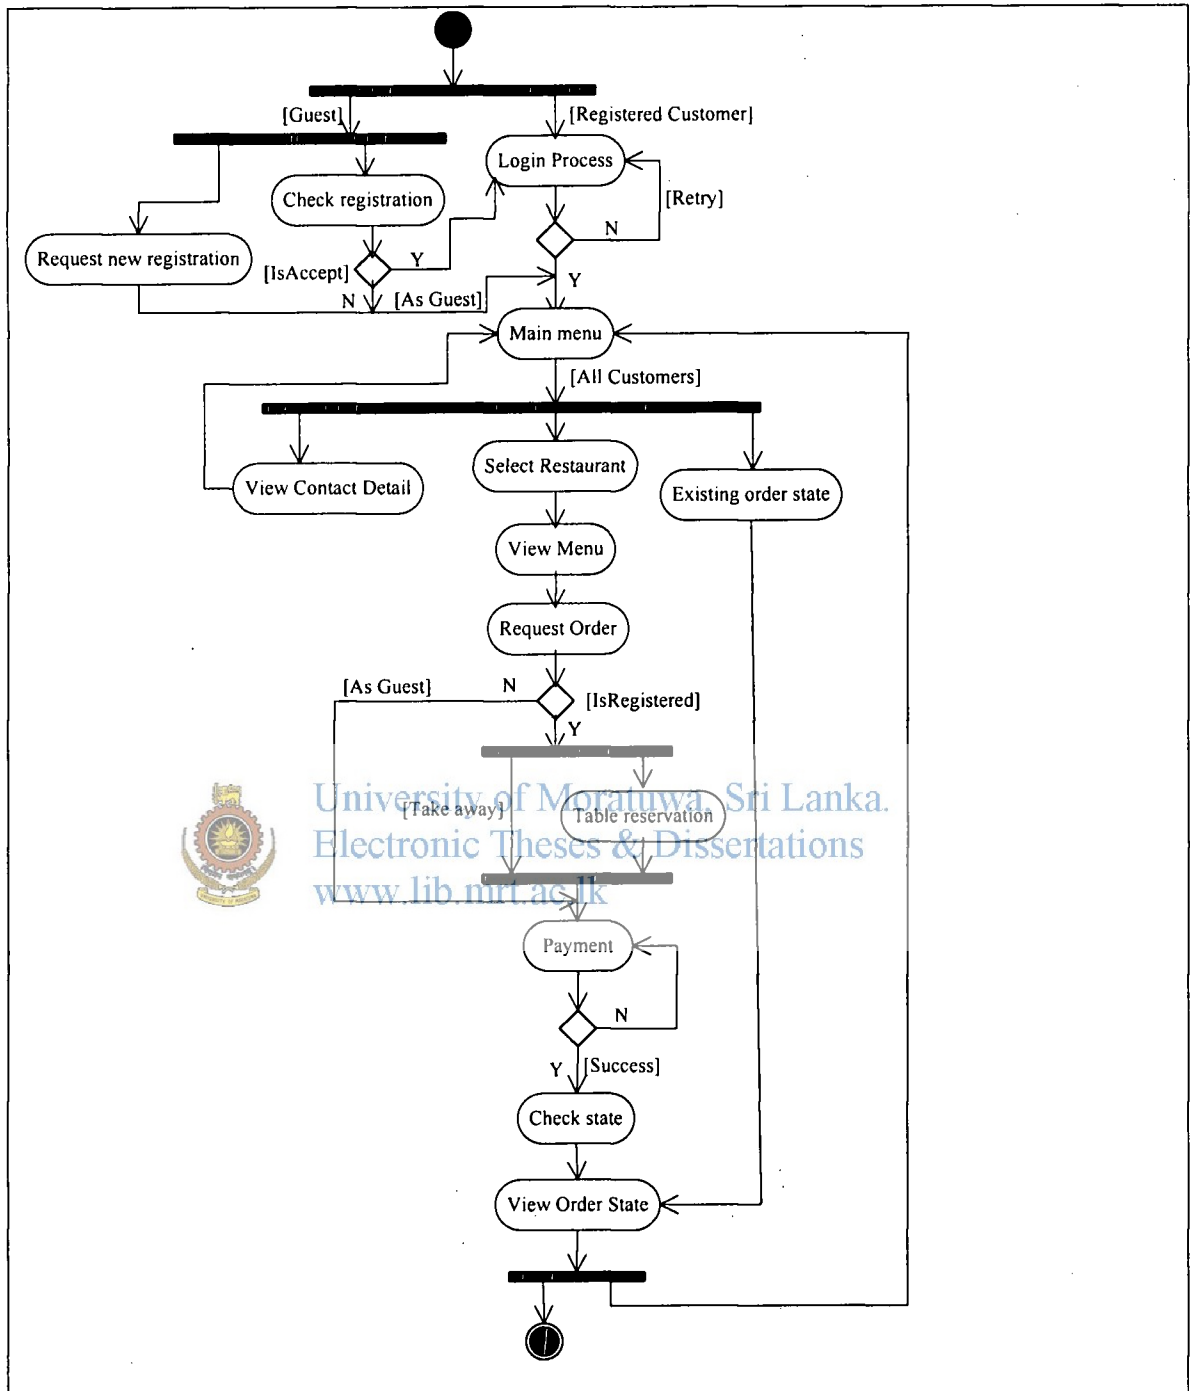 [Guest]
[Registered Customer]
Login Process
Check registration
[Retry]
N
Request new registration
[IsAccept]
Y
N
[As Guest]
Y
Main menu
[All Customers]
Select Restaurant
View Contact Detail
Existing order state
View Menu
Request Order
[As Guest]
N
[IsRegistered]
Y
University of Moratuwa, Sri Lanka.
[Take away]
Table reservation
Electronic Theses & Dissertations
www.lib.mrt.ac.lk
Payment
N
Y
[Success]
Check state
View Order State